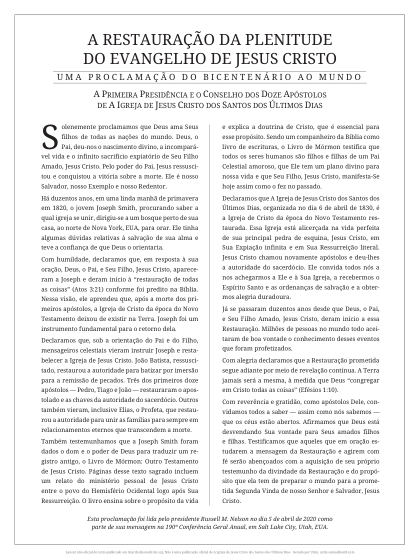 A RESTAURAÇÃO DA PLENITUDE
DO EVANGELHO DE JESUS CRISTO
UMA PROCLAMAÇÃO DO BICENTENÁRIO AO MUNDO
A Primeira Presidência e o Conselho dos Doze Apóstolos
de A Igreja de Jesus Cristo dos Santos dos Últimos Dias
Solenemente proclamamos que Deus ama Seus
filhos de todas as nações do mundo. Deus, o
Pai, deu-nos o nascimento divino, a incompará-
vel vida e o infinito sacrifício expiatório de Seu Filho
Amado, Jesus Cristo. Pelo poder do Pai, Jesus ressusci-
tou e conquistou a vitória sobre a morte. Ele é nosso
Salvador, nosso Exemplo e nosso Redentor.
Há duzentos anos, em uma linda manhã de primavera
em 1820, o jovem Joseph Smith, procurando saber a
qual igreja se unir, dirigiu-se a um bosque perto de sua
casa, ao norte de Nova York, EUA, para orar. Ele tinha
algumas dúvidas relativas à salvação de sua alma e
teve a confiança de que Deus o orientaria.
Com humildade, declaramos que, em resposta à sua
oração, Deus, o Pai, e Seu Filho, Jesus Cristo, aparece-
ram a Joseph e deram início à “restauração de todas
as coisas” (Atos 3:21) conforme foi predito na Bíblia.
Nessa visão, ele aprendeu que, após a morte dos pri-
meiros apóstolos, a Igreja de Cristo da época do Novo
Testamento deixou de existir na Terra. Joseph foi um
instrumento fundamental para o retorno dela.
Declaramos que, sob a orientação do Pai e do Filho,
mensageiros celestiais vieram instruir Joseph e resta-
belecer a Igreja de Jesus Cristo. João Batista, ressusci-
tado, restaurou a autoridade para batizar por imersão
para a remissão de pecados. Três dos primeiros doze
apóstolos — Pedro, Tiago e João — restauraram o apos-
tolado e as chaves da autoridade do sacerdócio. Outros
também vieram, inclusive Elias, o Profeta, que restau-
rou a autoridade para unir as famílias para sempre em
relacionamentos eternos que transcendem a morte.
Também testemunhamos que a Joseph Smith foram
dados o dom e o poder de Deus para traduzir um re-
gistro antigo, o Livro de Mórmon: Outro Testamento
de Jesus Cristo. Páginas desse texto sagrado incluem
um relato do ministério pessoal de Jesus Cristo
entre o povo do Hemisfério Ocidental logo após Sua
Ressurreição. O livro ensina sobre o propósito da vida
e explica a doutrina de Cristo, que é essencial para
esse propósito. Sendo um companheiro da Bíblia como
livro de escrituras, o Livro de Mórmon testifica que
todos os seres humanos são filhos e filhas de um Pai
Celestial amoroso, que Ele tem um plano divino para
nossa vida e que Seu Filho, Jesus Cristo, manifesta-Se
hoje assim como o fez no passado.
Declaramos que A Igreja de Jesus Cristo dos Santos dos
Últimos Dias, organizada no dia 6 de abril de 1830, é
a Igreja de Cristo da época do Novo Testamento res-
taurada. Essa Igreja está alicerçada na vida perfeita
de sua principal pedra de esquina, Jesus Cristo, em
Sua Expiação infinita e em Sua Ressurreição literal.
Jesus Cristo chamou novamente apóstolos e deu-lhes
a autoridade do sacerdócio. Ele convida todos nós a
nos achegarmos a Ele e à Sua Igreja, a recebermos o
Espírito Santo e as ordenanças de salvação e a obter-
mos alegria duradoura.
Já se passaram duzentos anos desde que Deus, o Pai,
e Seu Filho Amado, Jesus Cristo, deram início a essa
Restauração. Milhões de pessoas no mundo todo acei-
taram de boa vontade o conhecimento desses eventos
que foram profetizados.
Com alegria declaramos que a Restauração prometida
segue adiante por meio de revelação contínua. A Terra
jamais será a mesma, à medida que Deus “congregar
em Cristo todas as coisas” (Efésios 1:10).
Com reverência e gratidão, como apóstolos Dele, con-
vidamos todos a saber — assim como nós sabemos —
que os céus estão abertos. Afirmamos que Deus está
desvendando Sua vontade para Seus amados filhos
e filhas. Testificamos que aqueles que em oração es-
tudarem a mensagem da Restauração e agirem com
fé serão abençoados com a aquisição de seu próprio
testemunho da divindade da Restauração e do propó-
sito que ela tem de preparar o mundo para a prome-
tida Segunda Vinda de nosso Senhor e Salvador, Jesus
Cristo.
Esta proclamação foi lida pelo presidente Russell M. Nelson no dia 5 de abril de 2020 como
parte de sua mensagem na 190ª Conferência Geral Anual, em Salt Lake City, Utah, EUA.